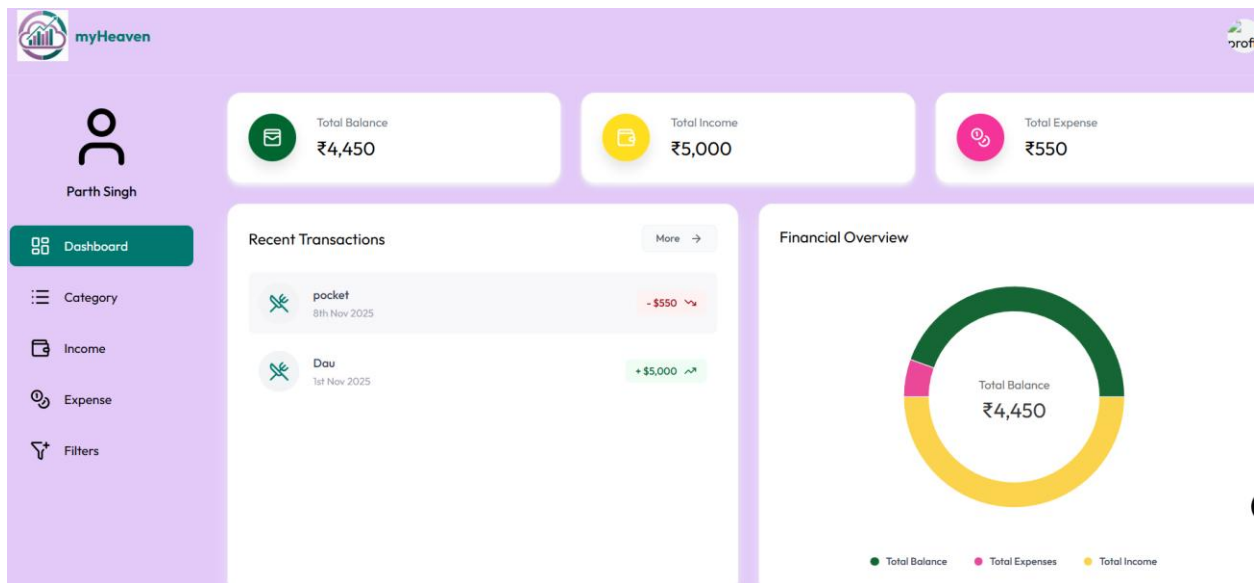 myHeaven
profi
Parth Singh
Dashboard
Category
Income
Expense
Filters
Total Balance
₹4,450
Total Income
₹5,000
Total Expense
₹550
Recent Transactions
More
pocket
8th Nov 2025
- $550
Dau
1st Nov 2025
+ $5,000
Financial Overview
Total Balance
₹4,450
Total Balance
Total Expenses
Total Income